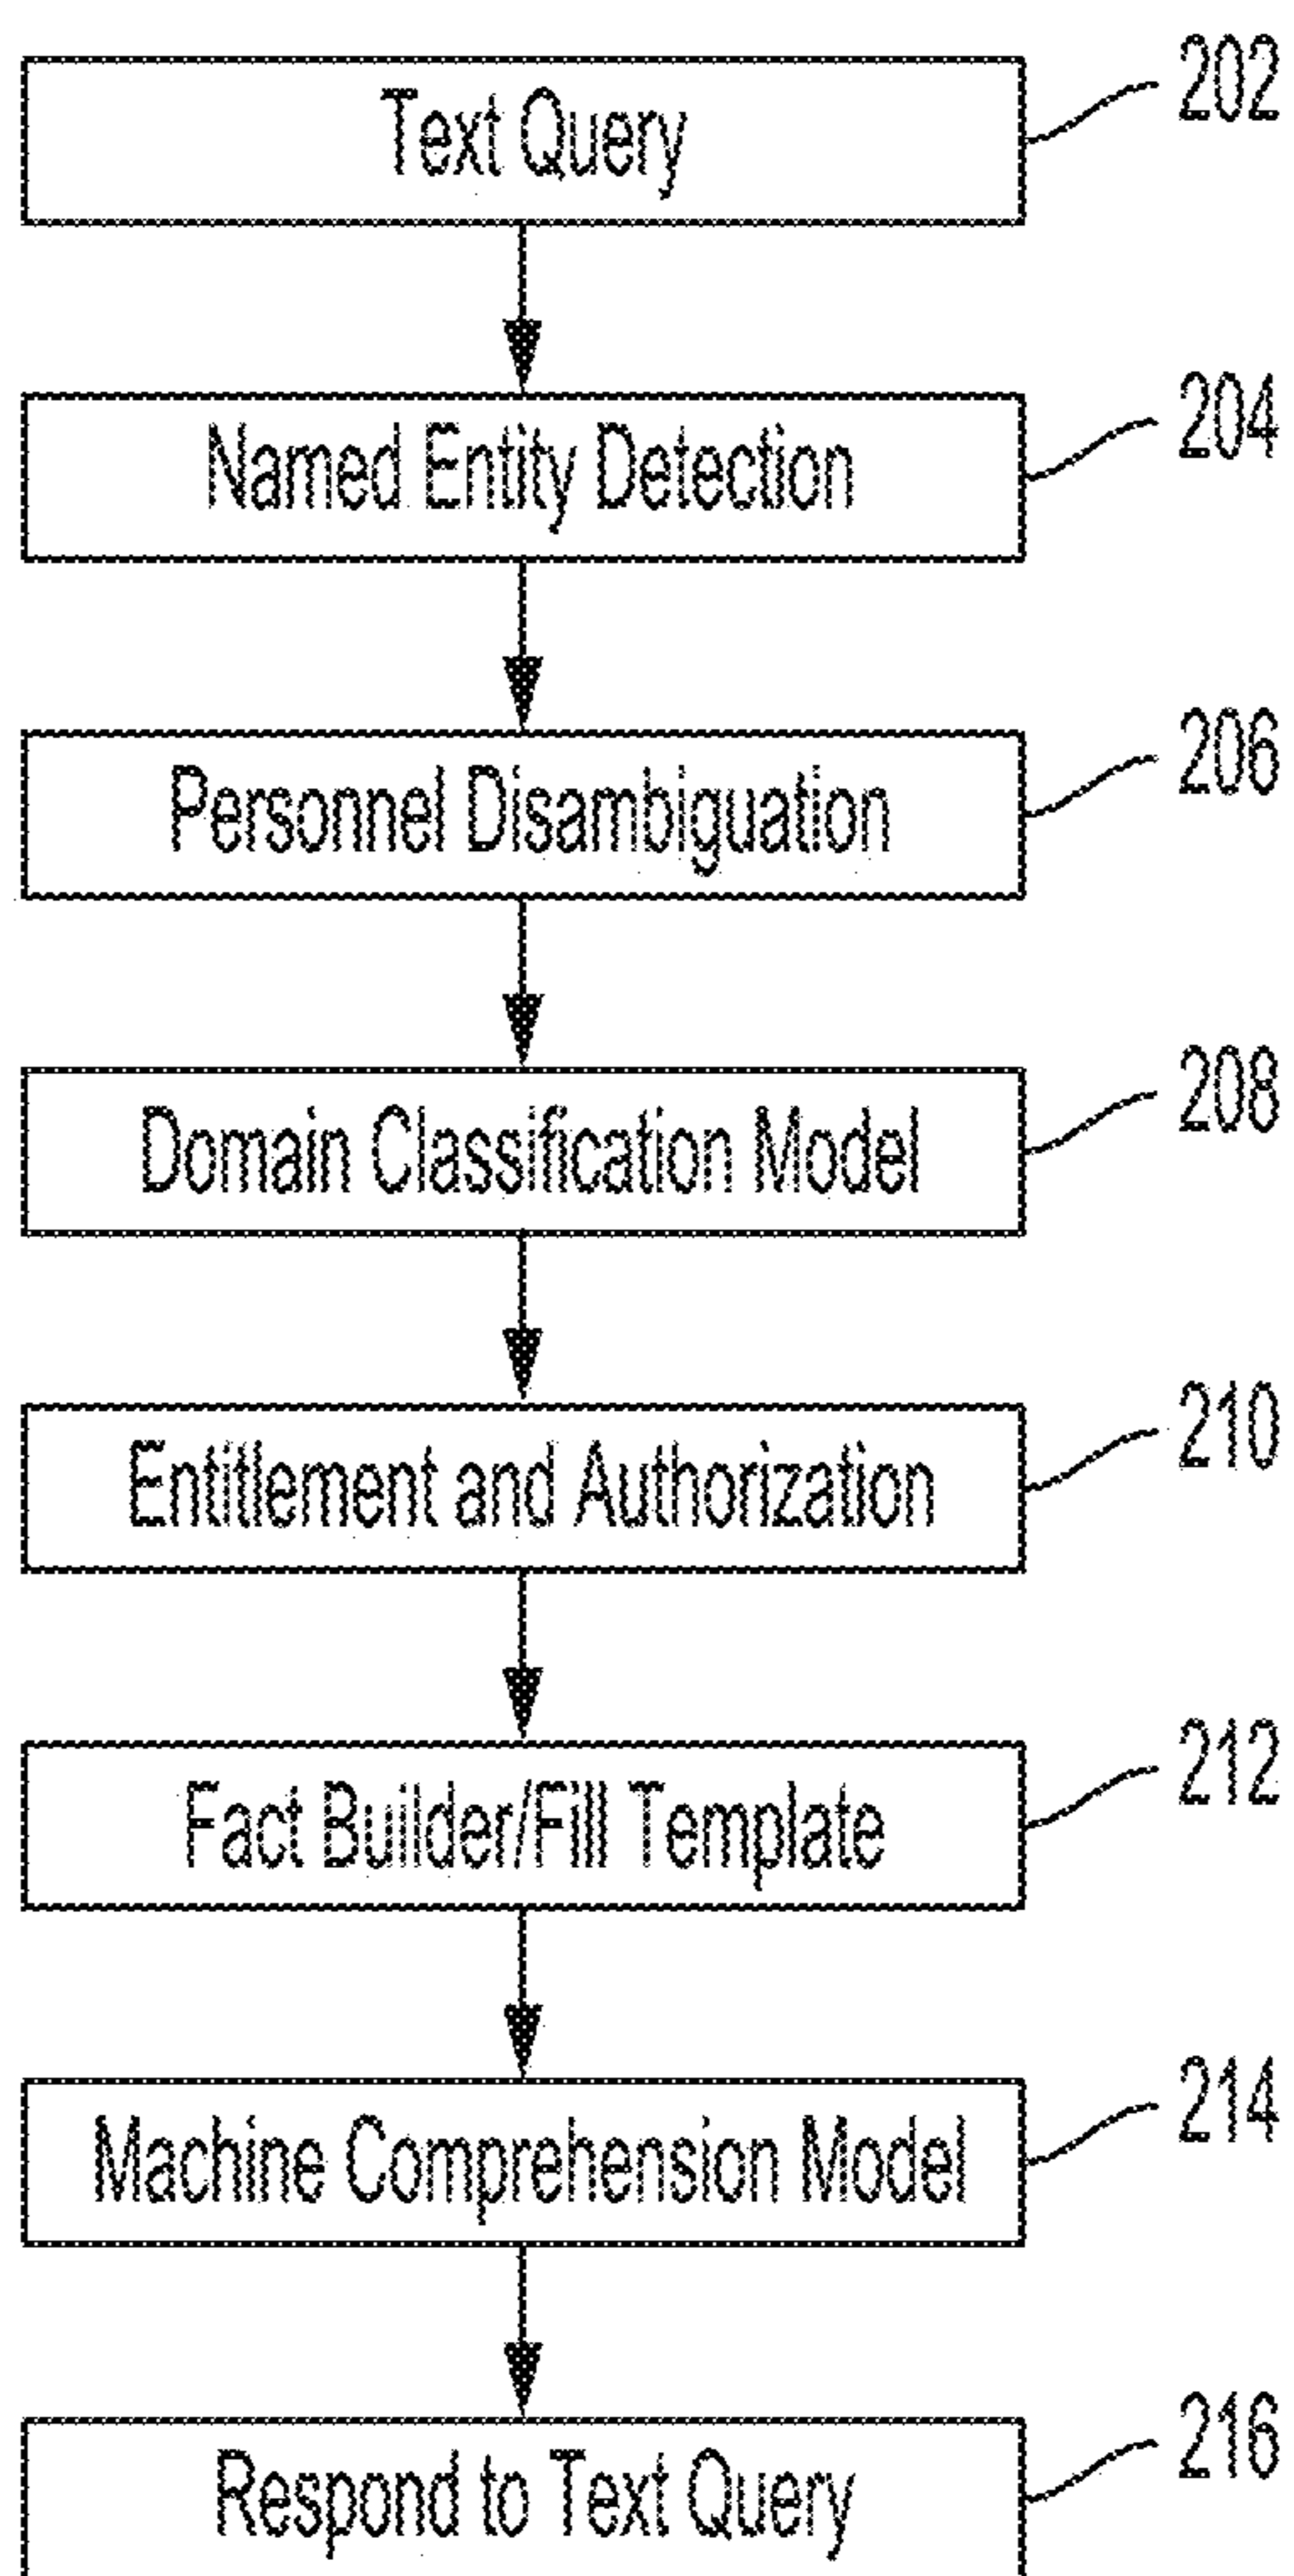 Text Query
202
Named Entity Detection
204
Personnel Disambiguation
206
Domain Classification Model
208
Entitlement and Authorization
210
Fact Builder/Fill Template
212
Machine Comprehension Model
214
Respond to Text Query
216